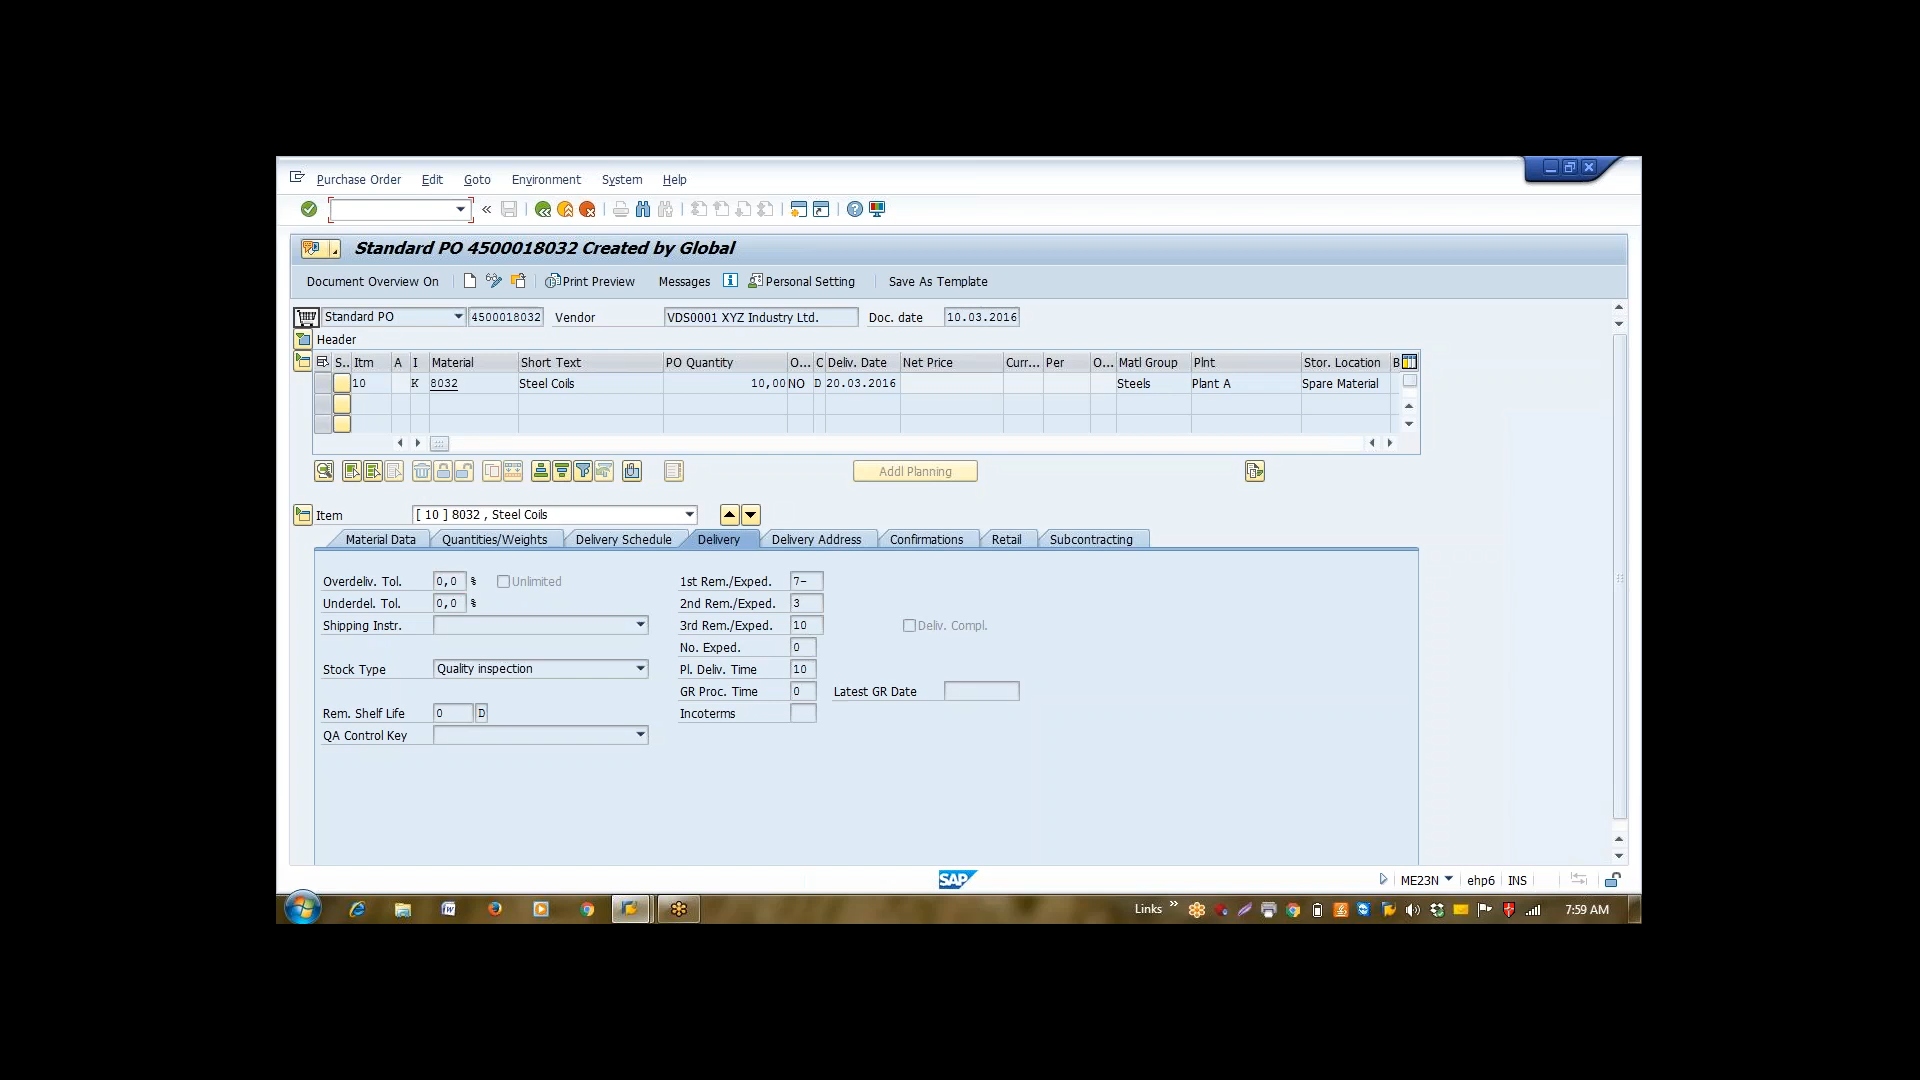 Purchase Order Edit Goto Environment System Help
«
Standard PO 4500018032 Created by Global
Document Overview On Print Preview Messages Personal Setting Save As Template
Standard PO 4500018032 Vendor VDS0001 XYZ Industry Ltd. Doc. date 10.03.2016
Header
S.. Itm A I Material Short Text PO Quantity O... C Deliv. Date Net Price Curr... Per O... Matl Group Plnt Stor. Location B
10 K 8032 Steel Coils 10,00 NO D 20.03.2016 Steels Plant A Spare Material
Addl Planning
Item [ 10 ] 8032 , Steel Coils
Material Data Quantities/Weights Delivery Schedule Delivery Delivery Address Confirmations Retail Subcontracting
Overdeliv. Tol. 0,0 % Unlimited 1st Rem./Exped. 7-
Underdel. Tol. 0,0 % 2nd Rem./Exped. 3
Shipping Instr. 3rd Rem./Exped. 10 Deliv. Compl.
No. Exped. 0
Stock Type Quality inspection Pl. Deliv. Time 10
GR Proc. Time 0 Latest GR Date
Rem. Shelf Life 0 D Incoterms
QA Control Key
SAP ME23N ehp6 INS
Links » 7:59 AM